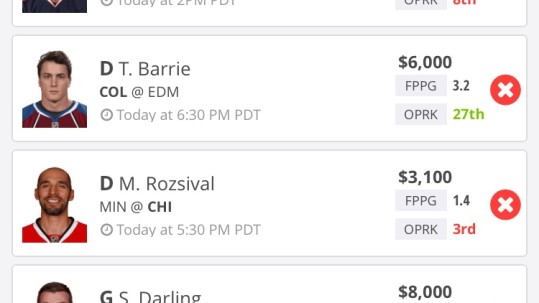 Today at 2PM PDT
OPRK 8th
D T. Barrie
COL @ EDM
Today at 6:30 PM PDT
$6,000
FPPG 3.2
OPRK 27th
D M. Rozsival
MIN @ CHI
Today at 5:30 PM PDT
$3,100
FPPG 1.4
OPRK 3rd
G S. Darling
$8,000